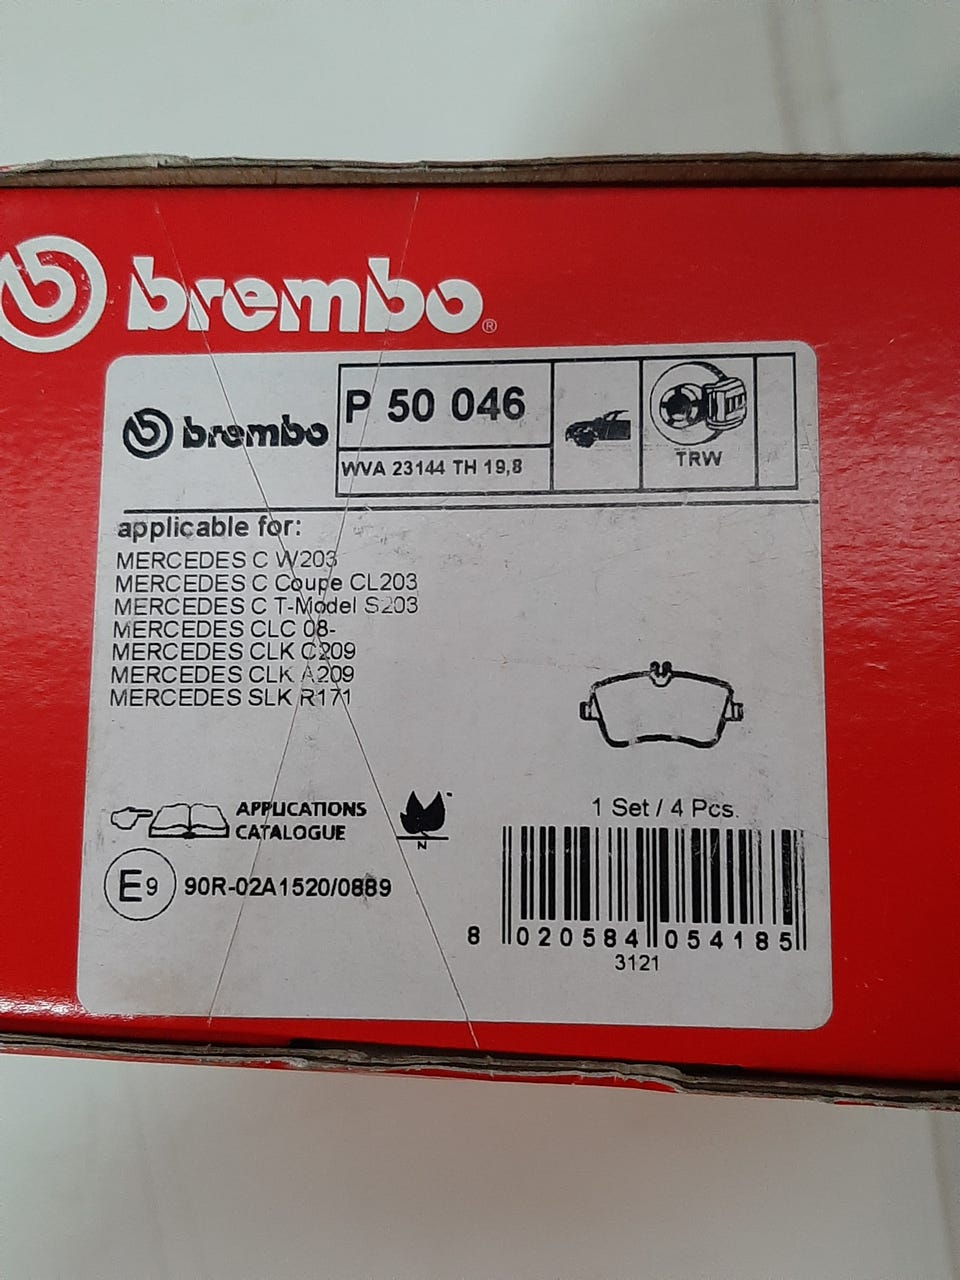 brembo®
brembo
P 50 046
WVA 23144 TH 19,8
TRW
applicable for:
MERCEDES C W203
MERCEDES C Coupe CL203
MERCEDES C T-Model S203
MERCEDES CLC 08-
MERCEDES CLK C209
MERCEDES CLK A209
MERCEDES SLK R171
APPLICATIONS
CATALOGUE
N
1 Set / 4 Pcs.
E9 90R-02A1520/0889
8 020584 054185
3121